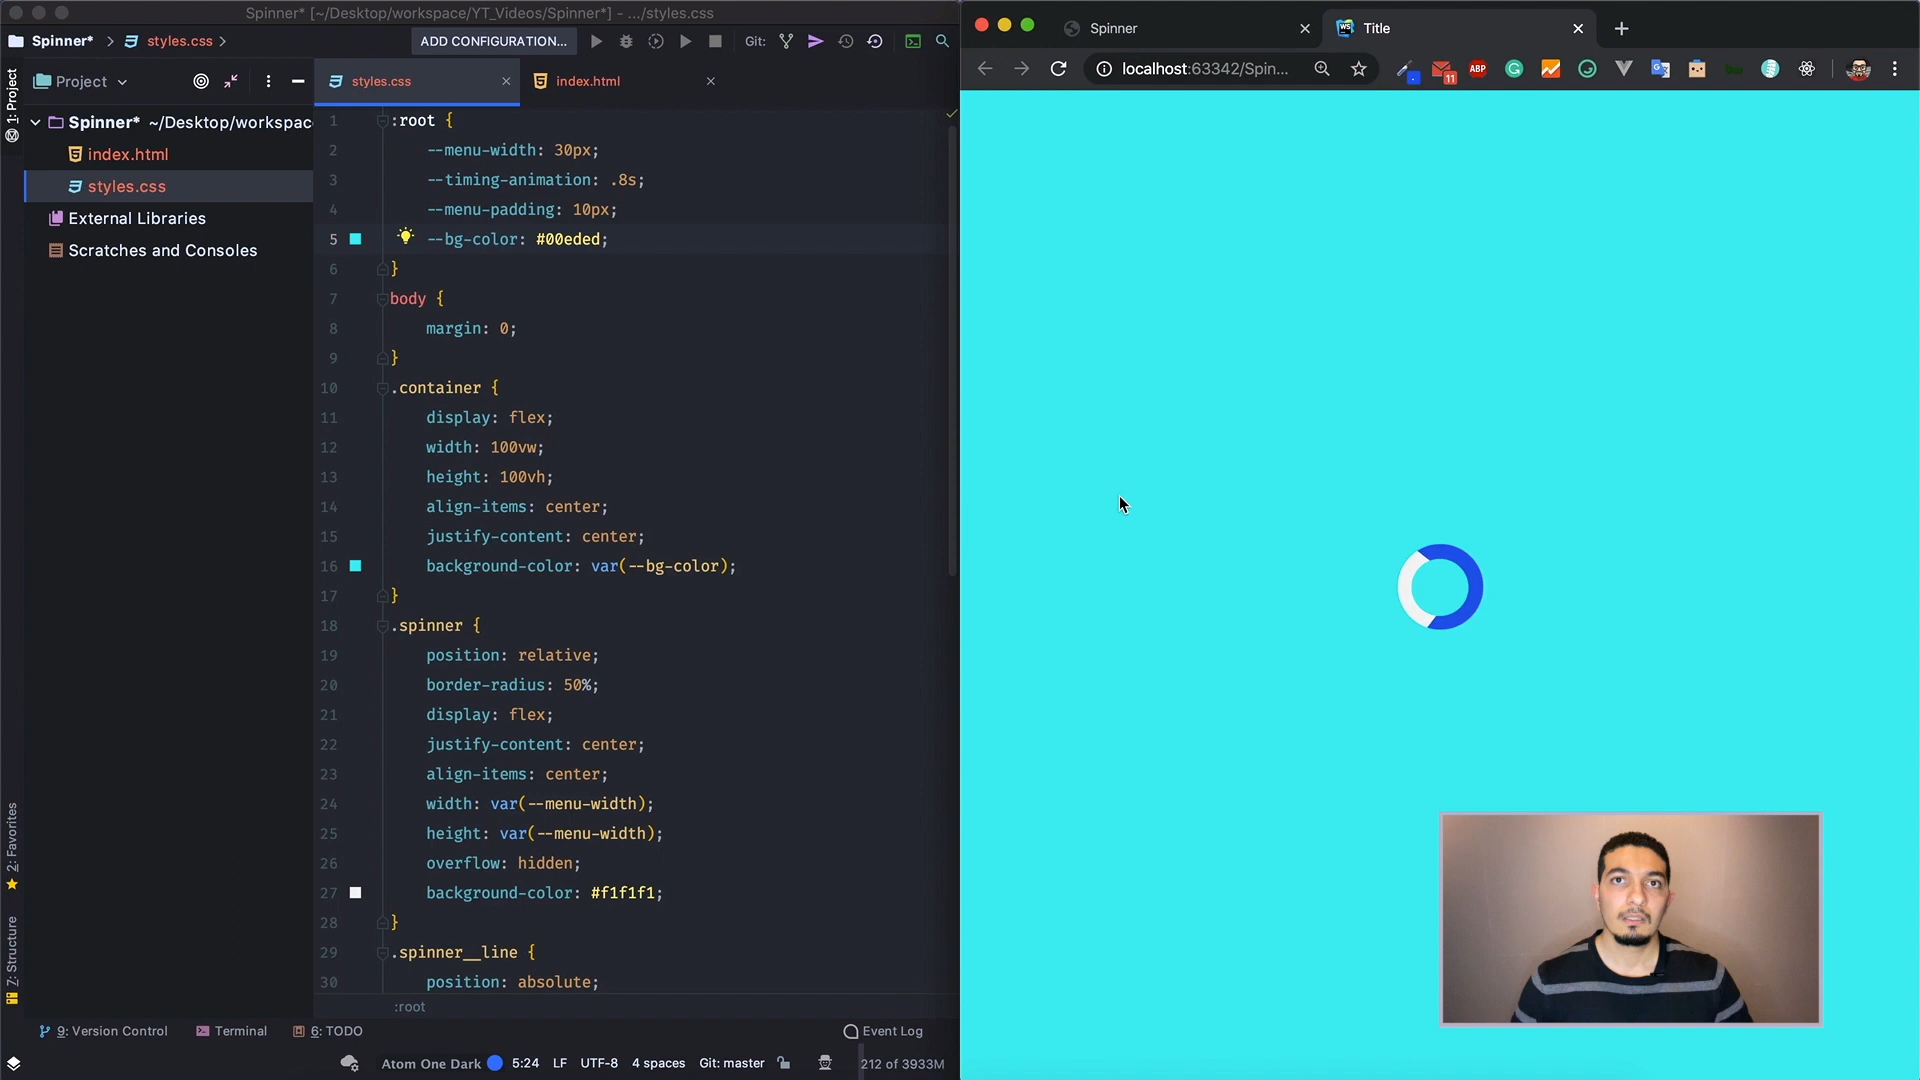 Spinner* [~/Desktop/workspace/YT_Videos/Spinner*] - .../styles.css
Spinner* styles.css
ADD CONFIGURATION...
Git:
Project
styles.css
index.html
1: Project
Spinner* ~/Desktop/workspac
index.html
styles.css
External Libraries
Scratches and Consoles
2: Favorites
7: Structure
1 :root {
2 --menu-width: 30px;
3 --timing-animation: .8s;
4 --menu-padding: 10px;
5 --bg-color: #00eded;
6 }
7 body {
8 margin: 0;
9 }
10 .container {
11 display: flex;
12 width: 100vw;
13 height: 100vh;
14 align-items: center;
15 justify-content: center;
16 background-color: var(--bg-color);
17 }
18 .spinner {
19 position: relative;
20 border-radius: 50%;
21 display: flex;
22 justify-content: center;
23 align-items: center;
24 width: var(--menu-width);
25 height: var(--menu-width);
26 overflow: hidden;
27 background-color: #f1f1f1;
28 }
29 .spinner__line {
30 position: absolute;
:root
9: Version Control Terminal 6: TODO
Event Log
Atom One Dark 5:24 LF UTF-8 4 spaces Git: master 212 of 3933M
Spinner
Title
localhost:63342/Spin...
11
ABP